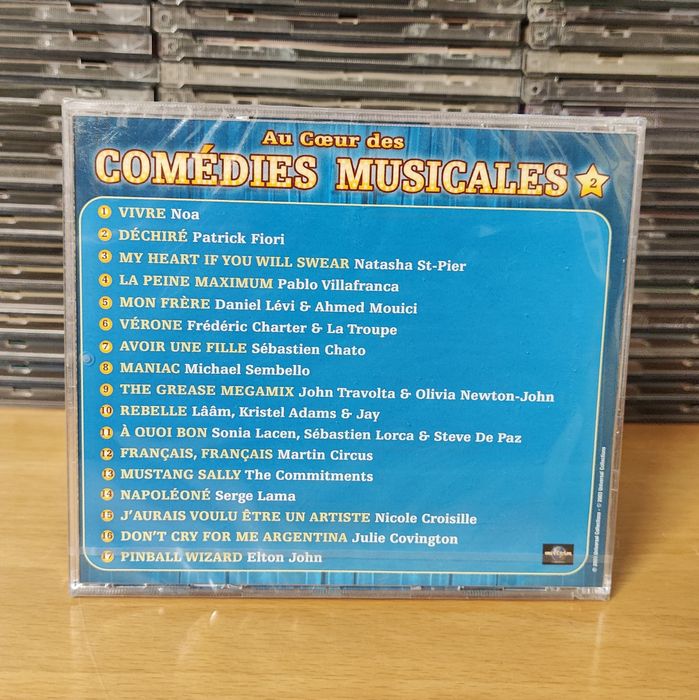 Au Cœur des
COMÉDIES MUSICALES 2
1 VIVRE Noa
2 DÉCHIRÉ Patrick Fiori
3 MY HEART IF YOU WILL SWEAR Natasha St-Pier
4 LA PEINE MAXIMUM Pablo Villafranca
5 MON FRÈRE Daniel Lévi & Ahmed Mouici
6 VÉRONE Frédéric Charter & La Troupe
7 AVOIR UNE FILLE Sébastien Chato
8 MANIAC Michael Sembello
9 THE GREASE MEGAMIX John Travolta & Olivia Newton-John
10 REBELLE Lââm, Kristel Adams & Jay
11 À QUOI BON Sonia Lacen, Sébastien Lorca & Steve De Paz
12 FRANÇAIS, FRANÇAIS Martin Circus
13 MUSTANG SALLY The Commitments
14 NAPOLÉONÉ Serge Lama
15 J'AURAIS VOULU ÊTRE UN ARTISTE Nicole Croisille
16 DON'T CRY FOR ME ARGENTINA Julie Covington
17 PINBALL WIZARD Elton John
UNIVERSAL
Universal Collections